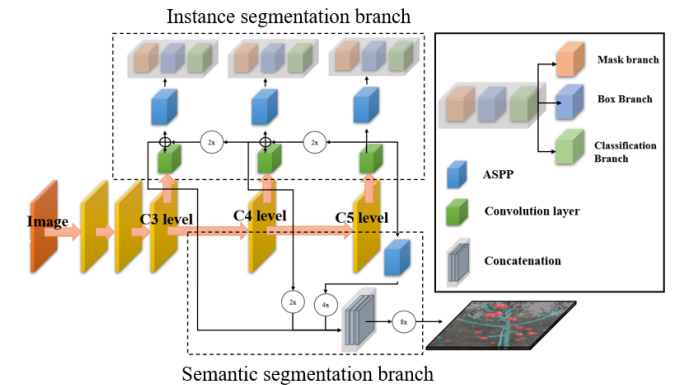 Instance segmentation branch
Mask branch
Box Branch
Classification
Branch
2x
2x
ASPP
Image
C3 level
C4 level
C5 level
Convolution layer
Concatenation
2x
4x
8x
Semantic segmentation branch